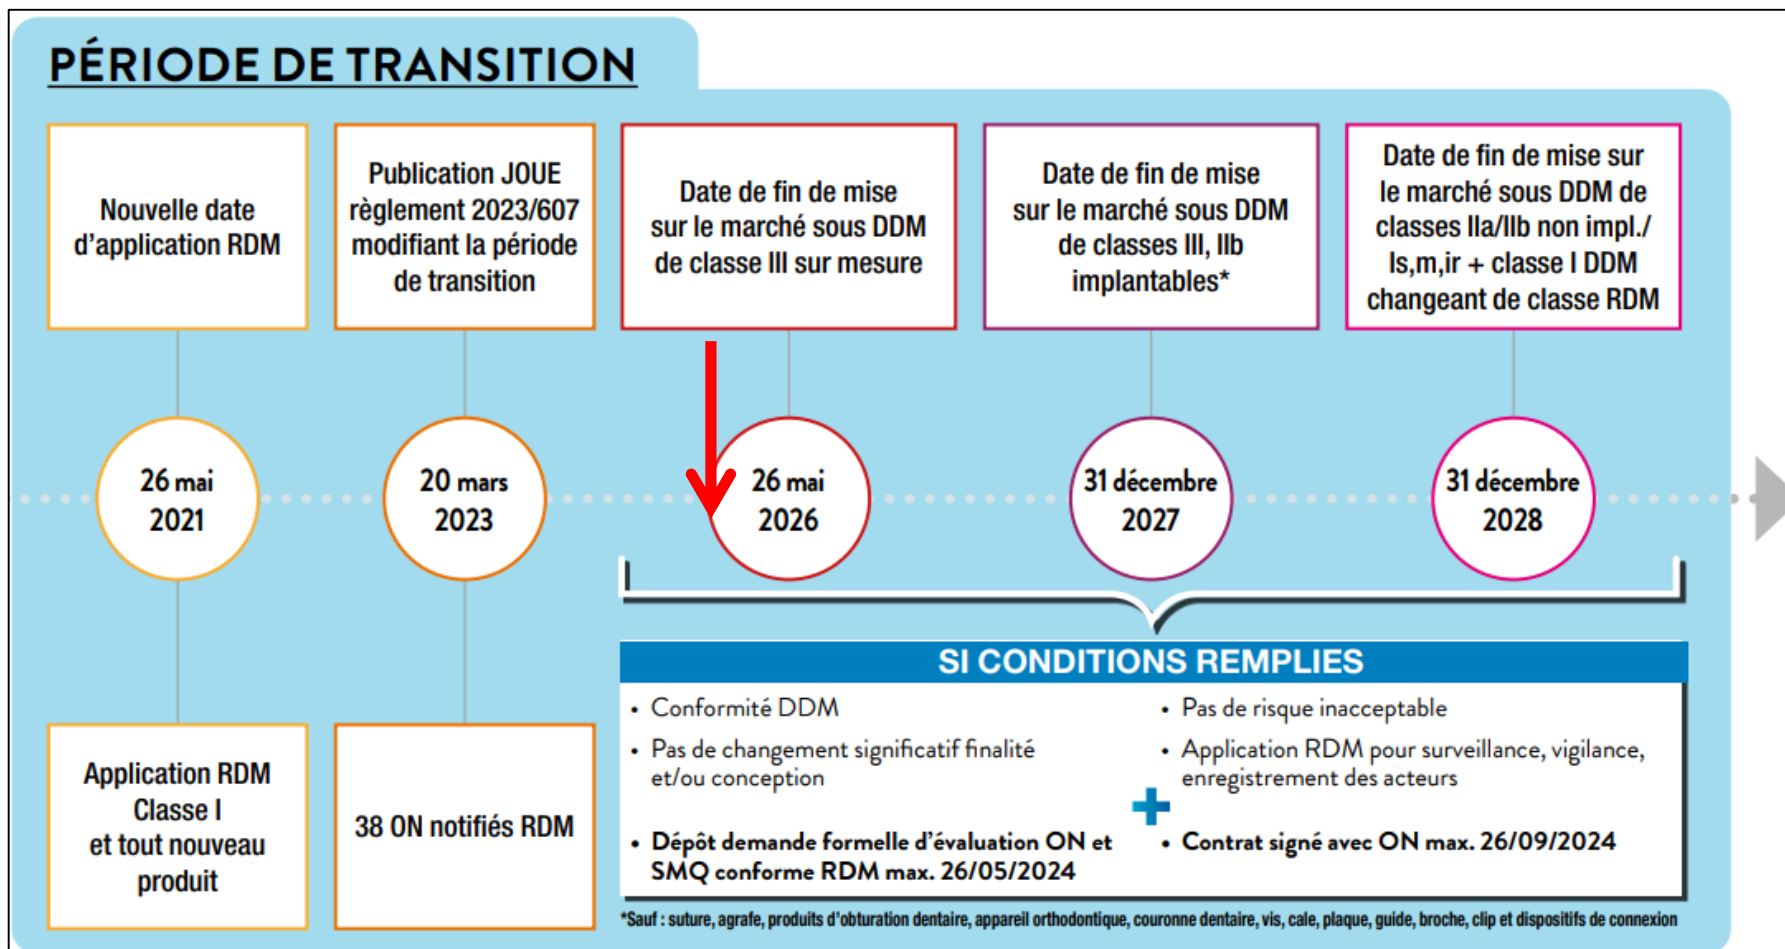 PÉRIODE DE TRANSITION
Nouvelle date
d'application RDM
Publication JOUE
règlement 2023/607
modifiant la période
de transition
Date de fin de mise
sur le marché sous DDM
de classe III sur mesure
Date de fin de mise
sur le marché sous DDM
de classes III, IIb
implantables*
Date de fin de mise sur
le marché sous DDM de
classes IIa/IIb non impl./
Is,m,ir + classe I DDM
changeant de classe RDM
26 mai
2021
20 mars
2023
26 mai
2026
31 décembre
2027
31 décembre
2028
Application RDM
Classe I
et tout nouveau
produit
38 ON notifiés RDM
SI CONDITIONS REMPLIES
• Conformité DDM
• Pas de changement significatif finalité
et/ou conception
• Dépôt demande formelle d'évaluation ON et
SMQ conforme RDM max. 26/05/2024
• Pas de risque inacceptable
• Application RDM pour surveillance, vigilance,
enregistrement des acteurs
• Contrat signé avec ON max. 26/09/2024
*Sauf : suture, agrafe, produits d'obturation dentaire, appareil orthodontique, couronne dentaire, vis, cale, plaque, guide, broche, clip et dispositifs de connexion